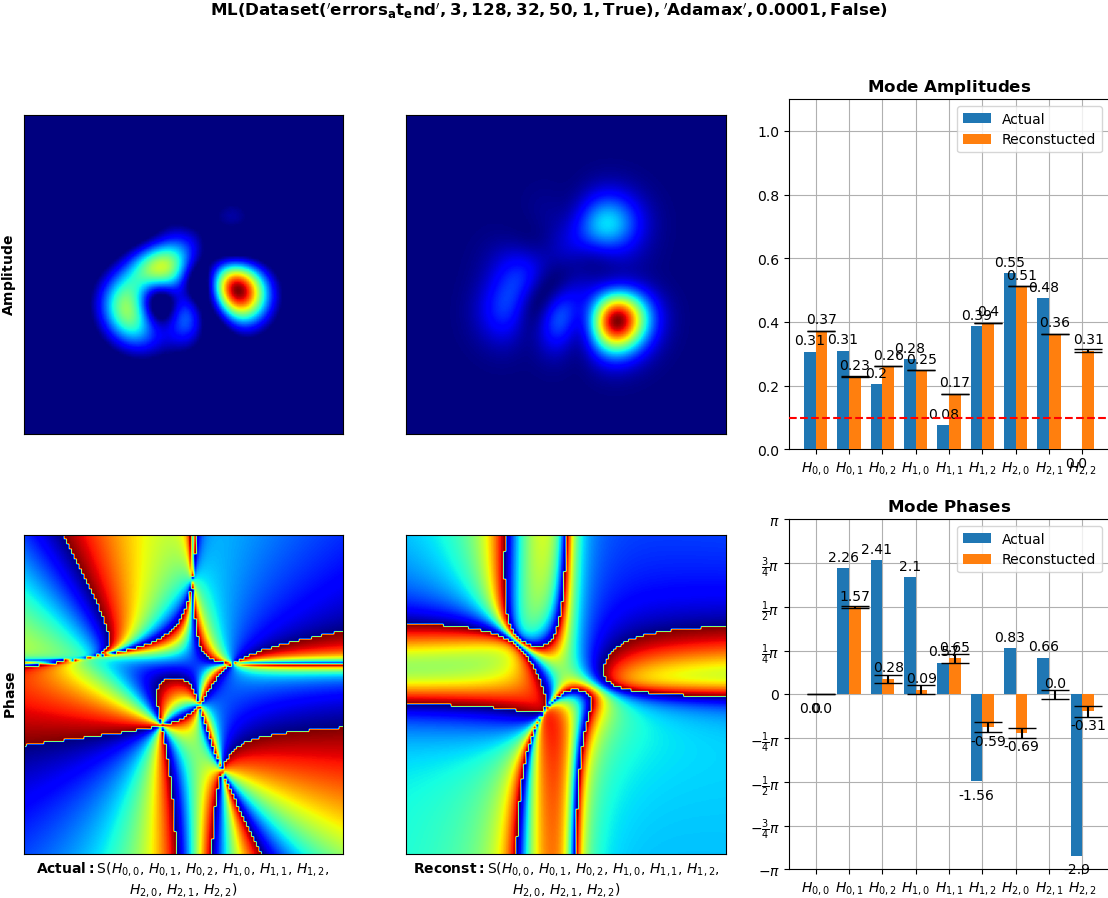 ML(Dataset('errors_at_end', 3, 128, 32, 50, 1, True), 'Adamax', 0.0001, False)
Amplitude
Mode Amplitudes
Actual
Reconstucted
1.0
0.8
0.6
0.4
0.2
0.0
0.31 0.37
0.31 0.23
0.2 0.26
0.28 0.25
0.08 0.17
0.39 0.4
0.55 0.51
0.48 0.36
0.0 0.31
H0,0 H0,1 H0,2 H1,0 H1,1 H1,2 H2,0 H2,1 H2,2
Phase
Actual: S(H0,0, H0,1, H0,2, H1,0, H1,1, H1,2,
H2,0, H2,1, H2,2)
Reconst: S(H0,0, H0,1, H0,2, H1,0, H1,1, H1,2,
H2,0, H2,1, H2,2)
Mode Phases
Actual
Reconstucted
π
3/4π
1/2π
1/4π
0
−1/4π
−1/2π
−3/4π
−π
0.0 0.0
2.26 1.57
2.41 0.28
2.1 0.09
0.65
-1.56 -0.59
0.83 -0.69
0.66 0.0
-0.31
H0,0 H0,1 H0,2 H1,0 H1,1 H1,2 H2,0 H2,1 H2,2